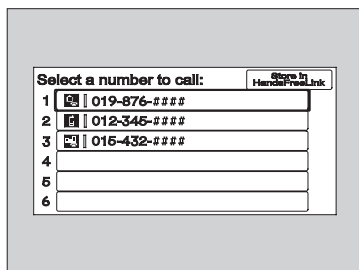 Select a number to call:
Store in
HandsFreeLink
1 019-876-####
2 012-345-####
3 015-432-####
4
5
6